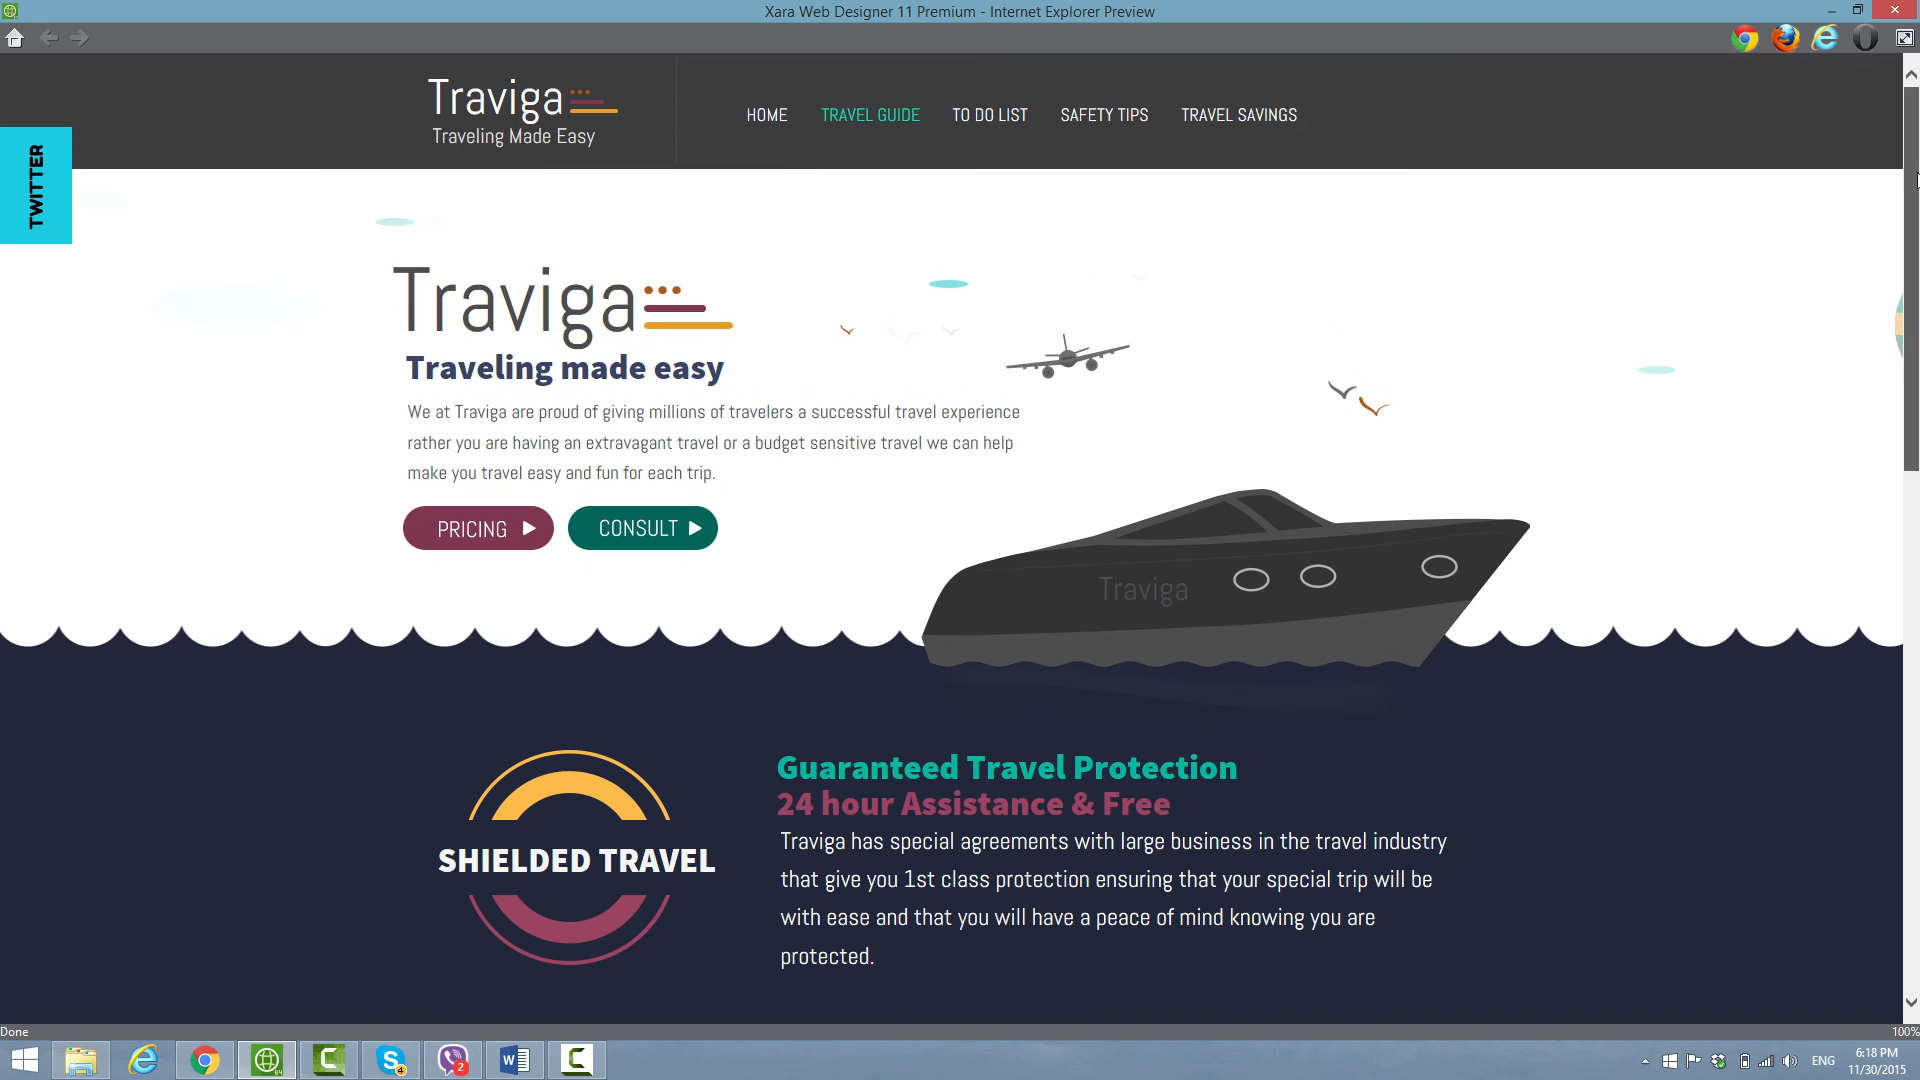 Xara Web Designer 11 Premium - Internet Explorer Preview
Traviga
Traveling Made Easy
HOME
TRAVEL GUIDE
TO DO LIST
SAFETY TIPS
TRAVEL SAVINGS
TWITTER
Traviga
Traveling made easy
We at Traviga are proud of giving millions of travelers a successful travel experience
rather you are having an extravagant travel or a budget sensitive travel we can help
make you travel easy and fun for each trip.
PRICING
CONSULT
Traviga
SHIELDED TRAVEL
Guaranteed Travel Protection
24 hour Assistance & Free
Traviga has special agreements with large business in the travel industry
that give you 1st class protection ensuring that your special trip will be
with ease and that you will have a peace of mind knowing you are
protected.
Done
100%
4
2
ENG
6:18 PM
11/30/2015